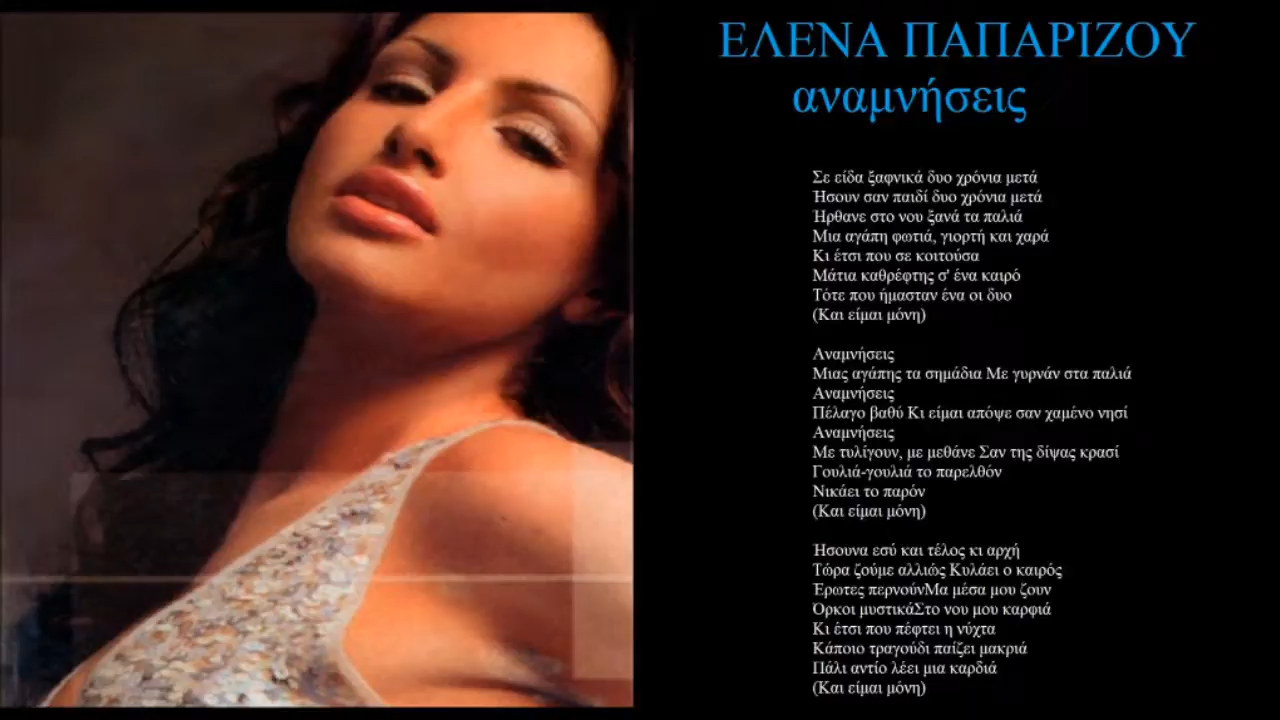 ΕΛΕΝΑ ΠΑΠΑΡΙΖΟΥ
αναμνήσεις
Σε είδα ξαφνικά δυο χρόνια μετά
Ήσουν σαν παιδί δυο χρόνια μετά
Ήρθανε στο νου ξανά τα παλιά
Μια αγάπη φωτιά, γιορτή και χαρά
Κι έτσι που σε κοιτούσα
Μάτια καθρέφτης σ' ένα καιρό
Τότε που ήμασταν ένα οι δυο
(Και είμαι μόνη)
Αναμνήσεις
Μιας αγάπης τα σημάδια Με γυρνάν στα παλιά
Αναμνήσεις
Πέλαγο βαθύ Κι είμαι απόψε σαν χαμένο νησί
Αναμνήσεις
Με τυλίγουν, με μεθάνε Σαν της δίψας κρασί
Γουλιά-γουλιά το παρελθόν
Νικάει το παρόν
(Και είμαι μόνη)
Ήσουνα εσύ και τέλος κι αρχή
Τώρα ζούμε αλλιώς Κυλάει ο καιρός
Έρωτες περνούνΜα μέσα μου ζουν
Όρκοι μυστικάΣτο νου μου καρφιά
Κι έτσι που πέφτει η νύχτα
Κάποιο τραγούδι παίζει μακριά
Πάλι αντίο λέει μια καρδιά
(Και είμαι μόνη)